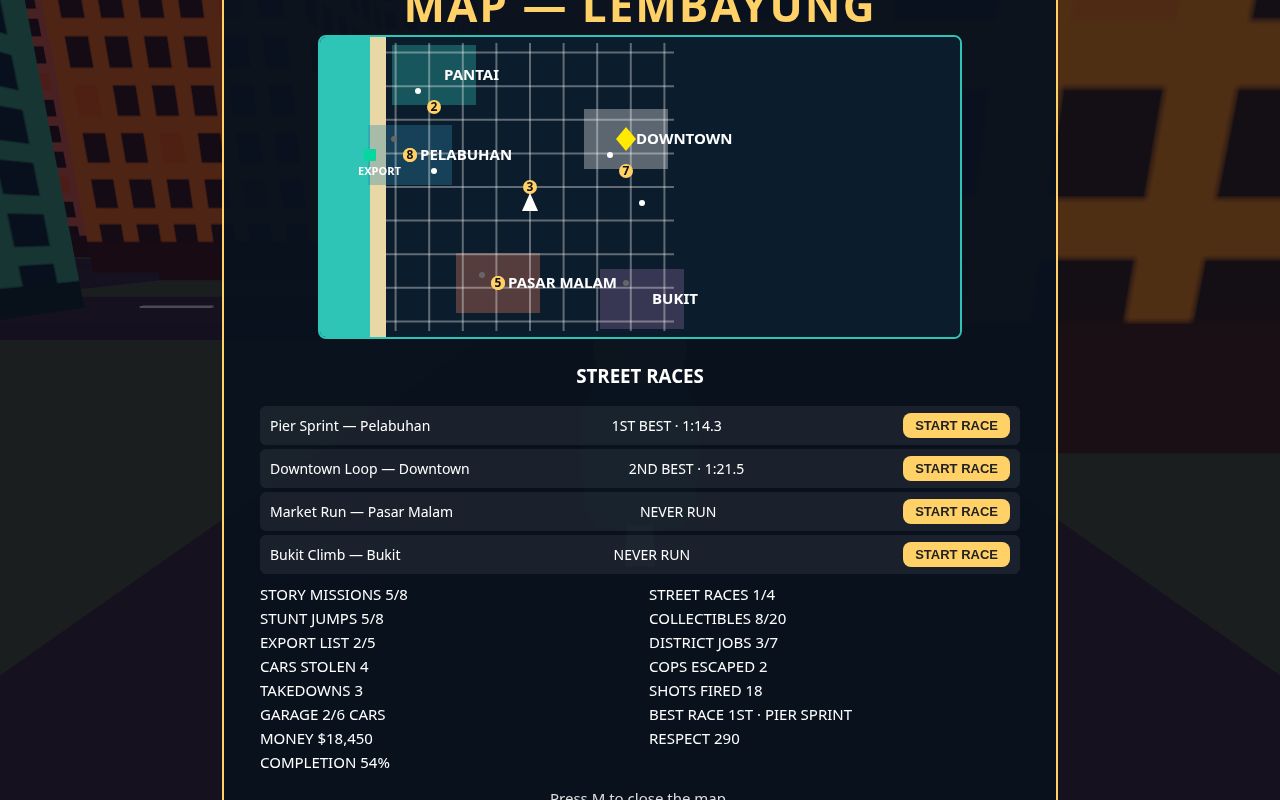 MAP — LEMBAYUNG
PANTAI
2
DOWNTOWN
8 PELABUHAN
EXPORT
7
3
5 PASAR MALAM
BUKIT
STREET RACES
Pier Sprint — Pelabuhan 1ST BEST · 1:14.3 START RACE
Downtown Loop — Downtown 2ND BEST · 1:21.5 START RACE
Market Run — Pasar Malam NEVER RUN START RACE
Bukit Climb — Bukit NEVER RUN START RACE
STORY MISSIONS 5/8 STREET RACES 1/4
STUNT JUMPS 5/8 COLLECTIBLES 8/20
EXPORT LIST 2/5 DISTRICT JOBS 3/7
CARS STOLEN 4 COPS ESCAPED 2
TAKEDOWNS 3 SHOTS FIRED 18
GARAGE 2/6 CARS BEST RACE 1ST · PIER SPRINT
MONEY $18,450 RESPECT 290
COMPLETION 54%
Press M to close the map